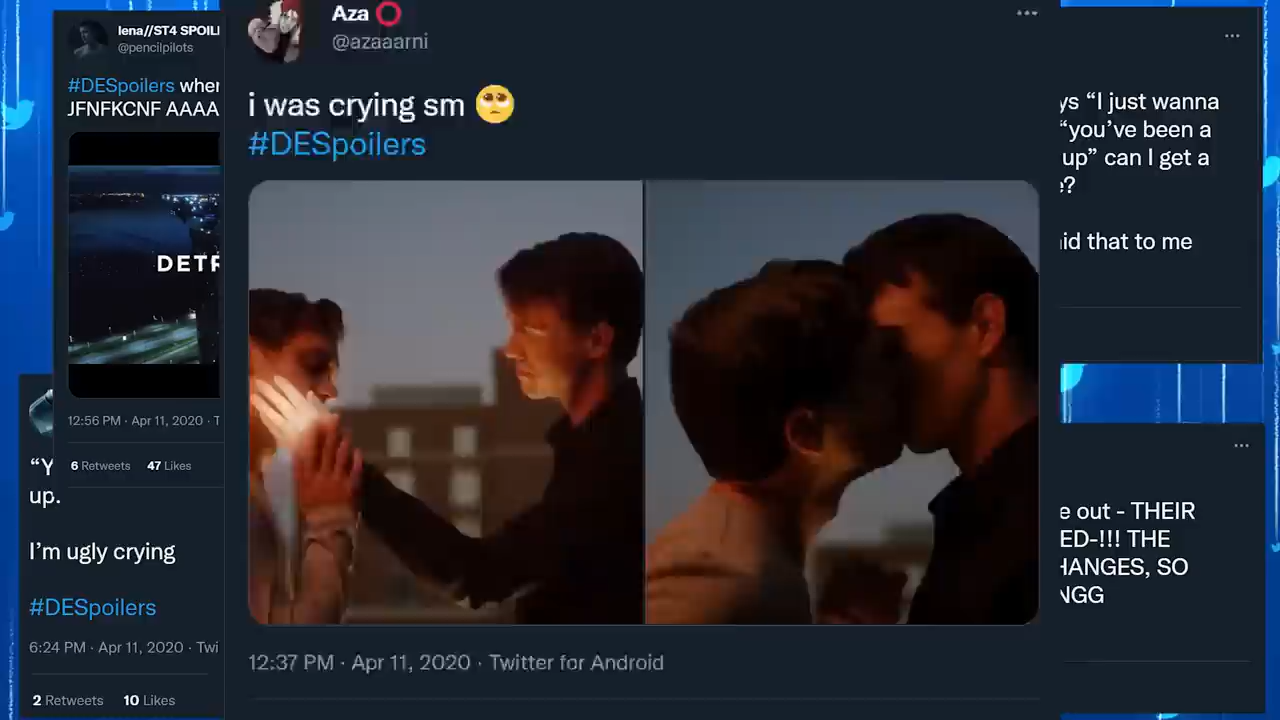 lena//ST4 SPOIL
@pencilpilots
#DESpoilers when
JFNFKCNF AAAA
DETR
12:56 PM · Apr 11, 2020 · T
6 Retweets 47 Likes
“Y
up.
I’m ugly crying
#DESpoilers
6:24 PM · Apr 11, 2020 · Twi
2 Retweets 10 Likes
Aza
@azaaarni
i was crying sm 🥺
#DESpoilers
12:37 PM · Apr 11, 2020 · Twitter for Android
ys “I just wanna
“you’ve been a
up” can I get a
e?
aid that to me
e out - THEIR
ED-!!! THE
HANGES, SO
NGG